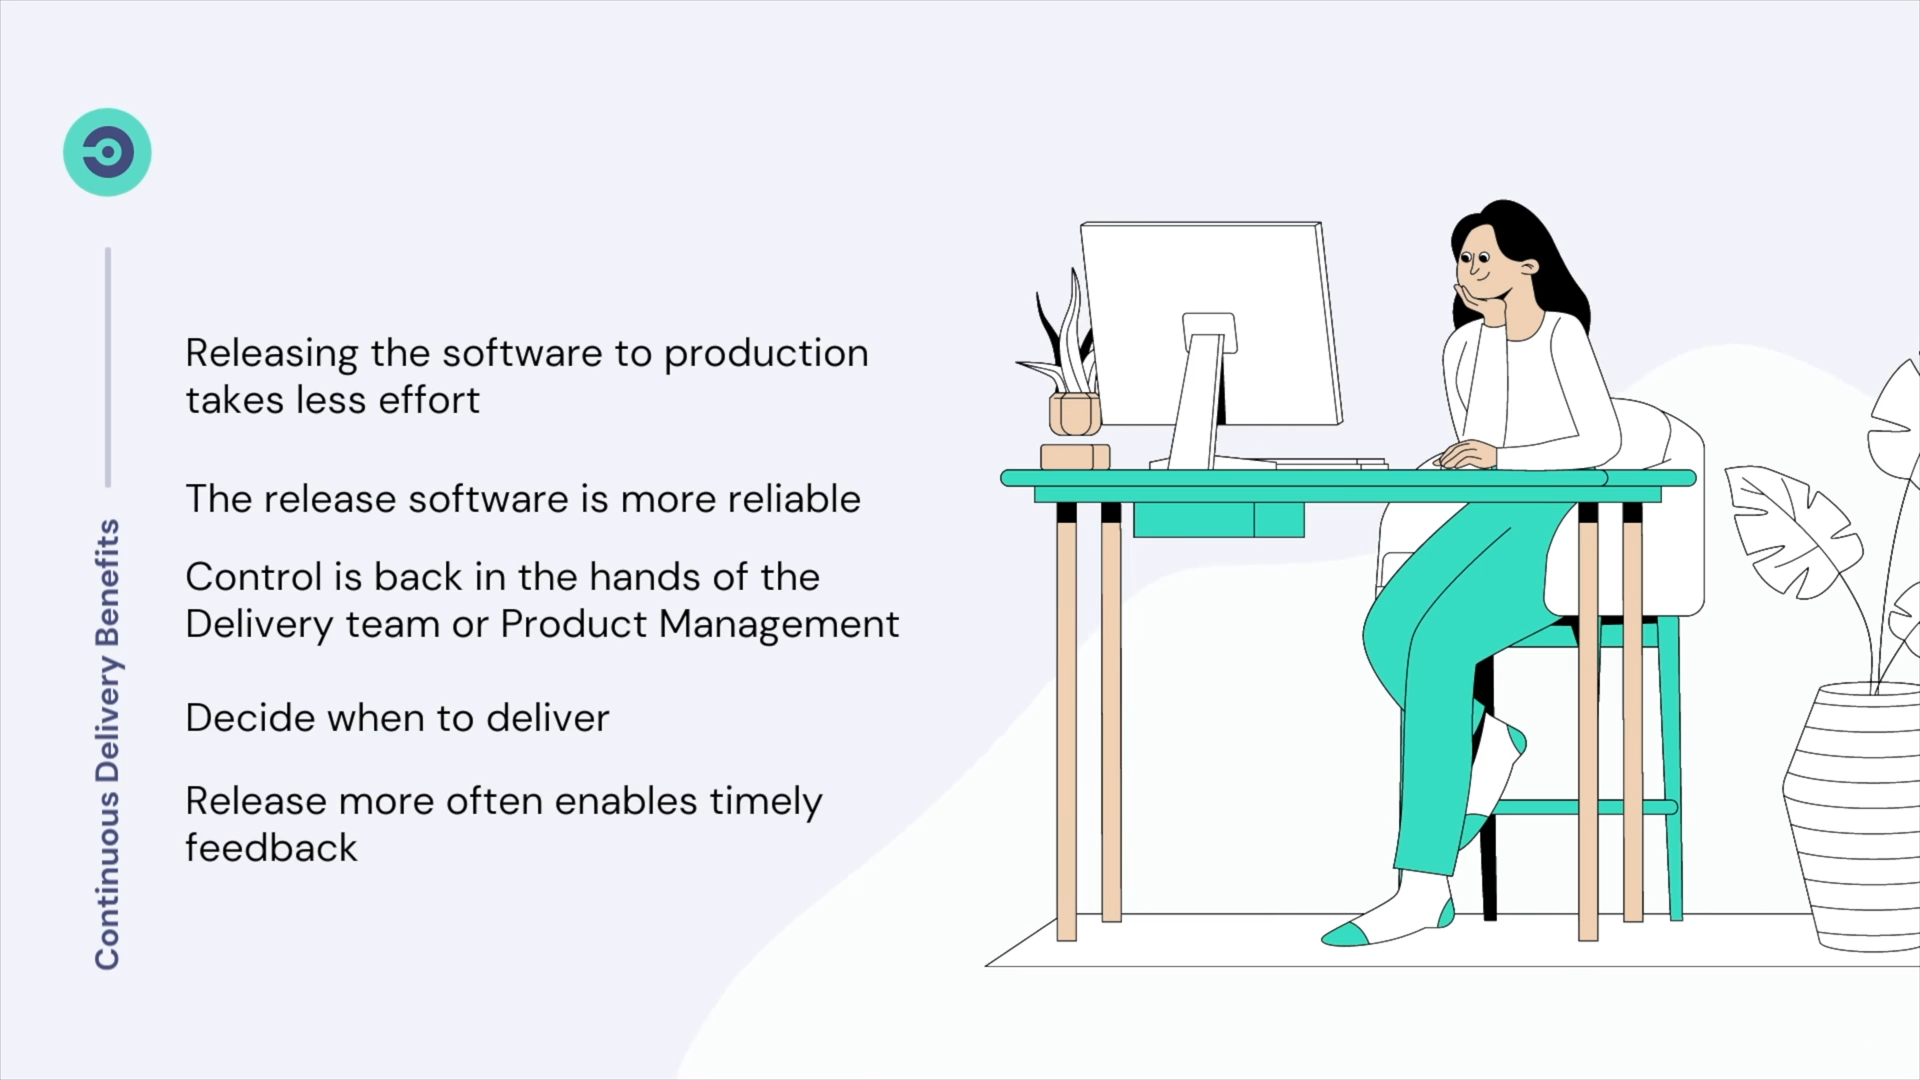 Continuous Delivery Benefits
Releasing the software to production
takes less effort
The release software is more reliable
Control is back in the hands of the
Delivery team or Product Management
Decide when to deliver
Release more often enables timely
feedback